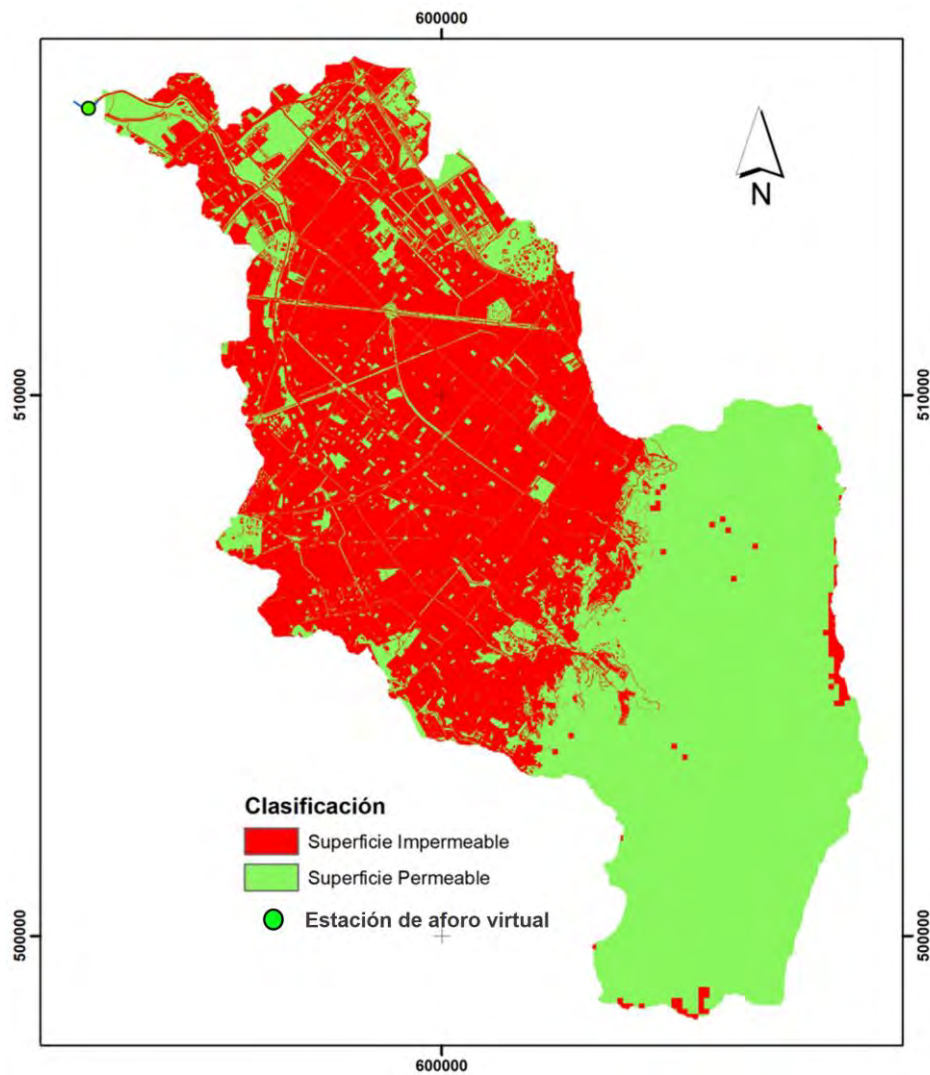 600000
N
510000
510000
Clasificación
Superficie Impermeable
Superficie Permeable
Estación de aforo virtual
500000
500000
600000